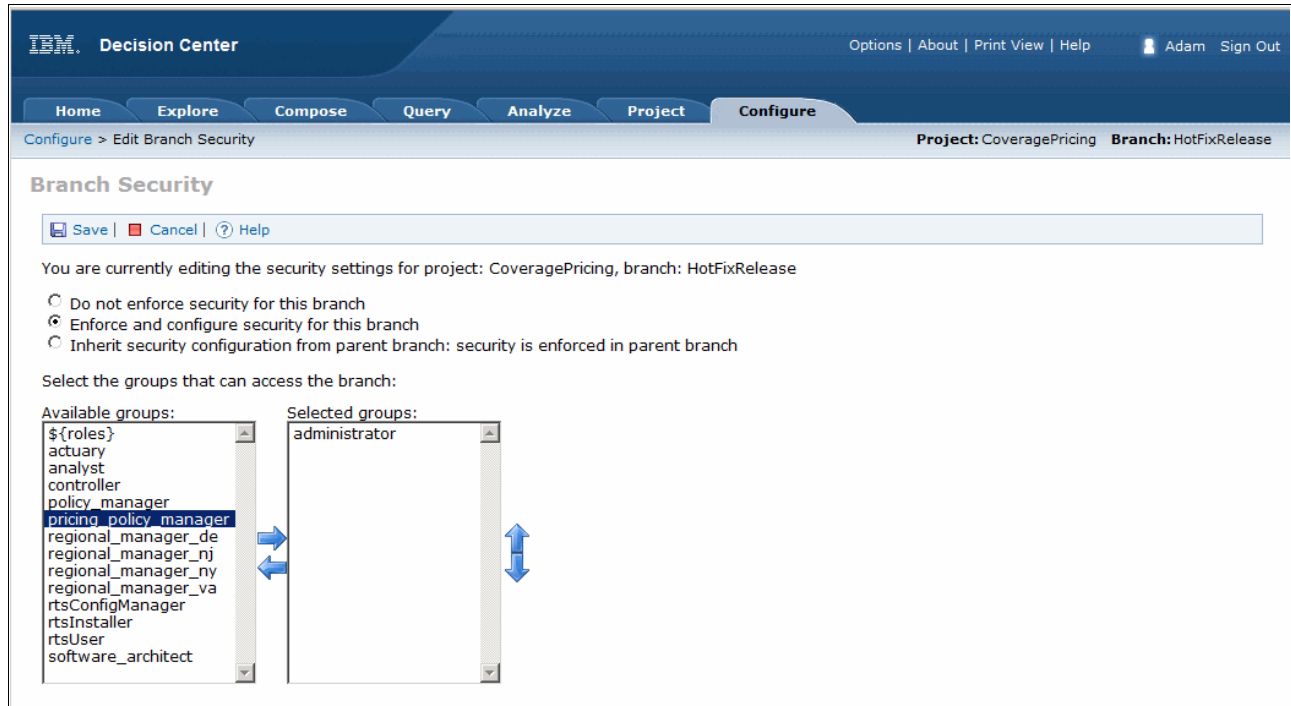 IBM. Decision Center
Options | About | Print View | Help Adam Sign Out
Home Explore Compose Query Analyze Project Configure
Configure > Edit Branch Security Project: CoveragePricing Branch: HotFixRelease
Branch Security
Save | Cancel | ? Help
You are currently editing the security settings for project: CoveragePricing, branch: HotFixRelease
Do not enforce security for this branch
Enforce and configure security for this branch
Inherit security configuration from parent branch: security is enforced in parent branch
Select the groups that can access the branch:
Available groups: Selected groups:
${roles} administrator
actuary
analyst
controller
policy_manager
pricing_policy_manager
regional_manager_de
regional_manager_nj
regional_manager_ny
regional_manager_va
rtsConfigManager
rtsInstaller
rtsUser
software_architect